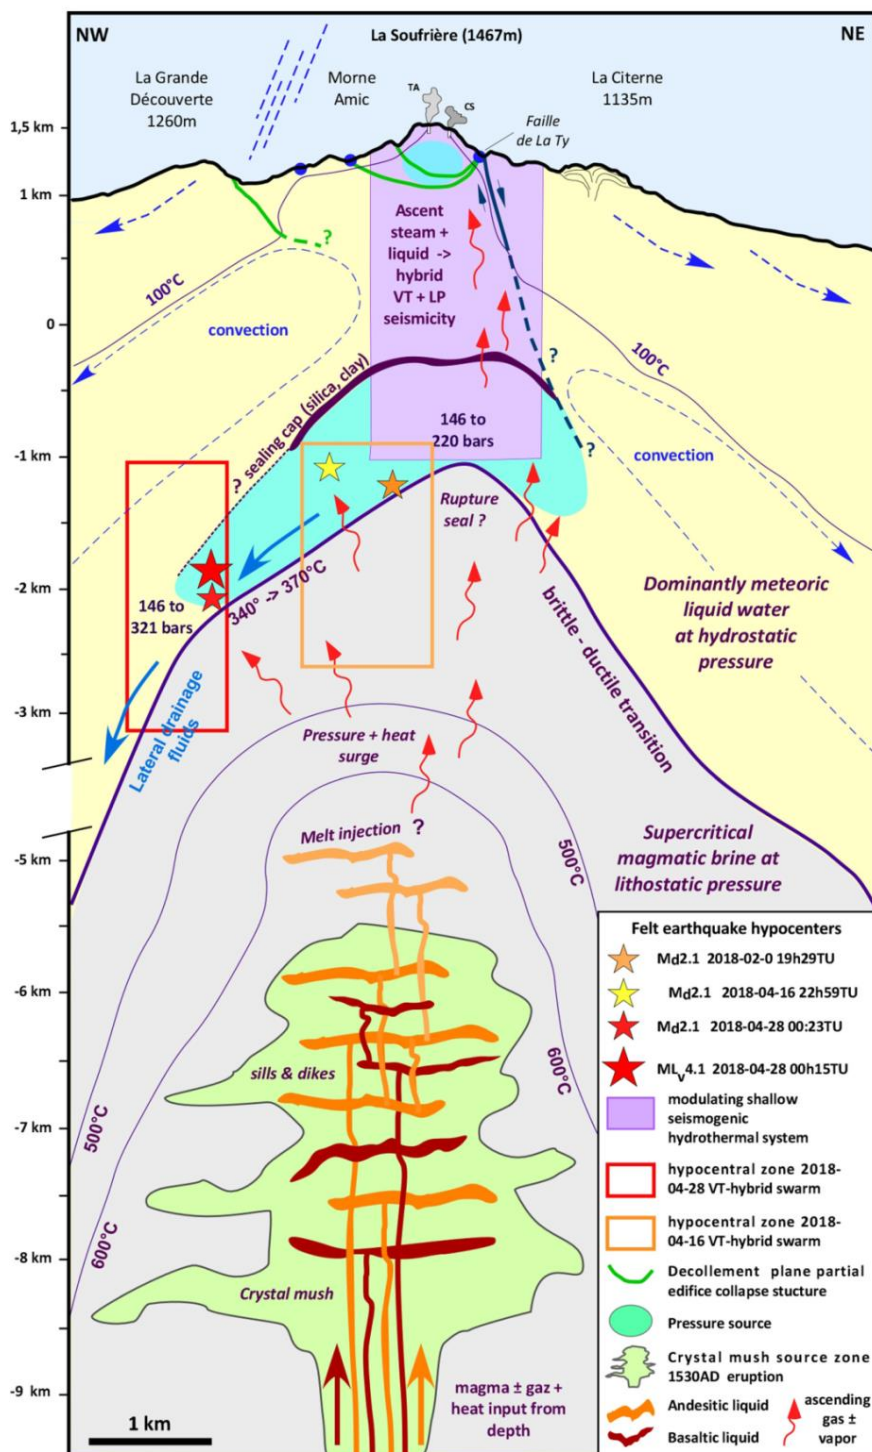 NW
La Soufrière (1467m)
NE
La Grande
Découverte
1260m
Morne
Amic
TA
CS
La Citerne
1135m
Faille
de La Ty
1,5 km
1 km
0
-1 km
-2 km
-3 km
-5 km
-6 km
-7 km
-8 km
-9 km
Ascent
steam +
liquid ->
hybrid
VT + LP
seismicity
?
100°C
convection
100°C
?
? sealing cap (silica, clay)
146 to
220 bars
?
convection
Rupture
seal ?
340° -> 370°C
146 to
321 bars
brittle - ductile transition
Dominantly meteoric
liquid water
at hydrostatic
pressure
Lateral drainage
fluids
Pressure + heat
surge
Melt injection ?
500°C
Supercritical
magmatic brine at
lithostatic pressure
600°C
sills & dikes
500°C
600°C
Crystal mush
magma ± gaz +
heat input from
depth
1 km
Felt earthquake hypocenters
Md2.1 2018-02-0 19h29TU
Md2.1 2018-04-16 22h59TU
Md2.1 2018-04-28 00:23TU
MLv4.1 2018-04-28 00h15TU
modulating shallow
seismogenic
hydrothermal system
hypocentral zone 2018-
04-28 VT-hybrid swarm
hypocentral zone 2018-
04-16 VT-hybrid swarm
Decollement plane partial
edifice collapse stucture
Pressure source
Crystal mush source zone
1530AD eruption
Andesitic liquid
Basaltic liquid
ascending
gas ±
vapor